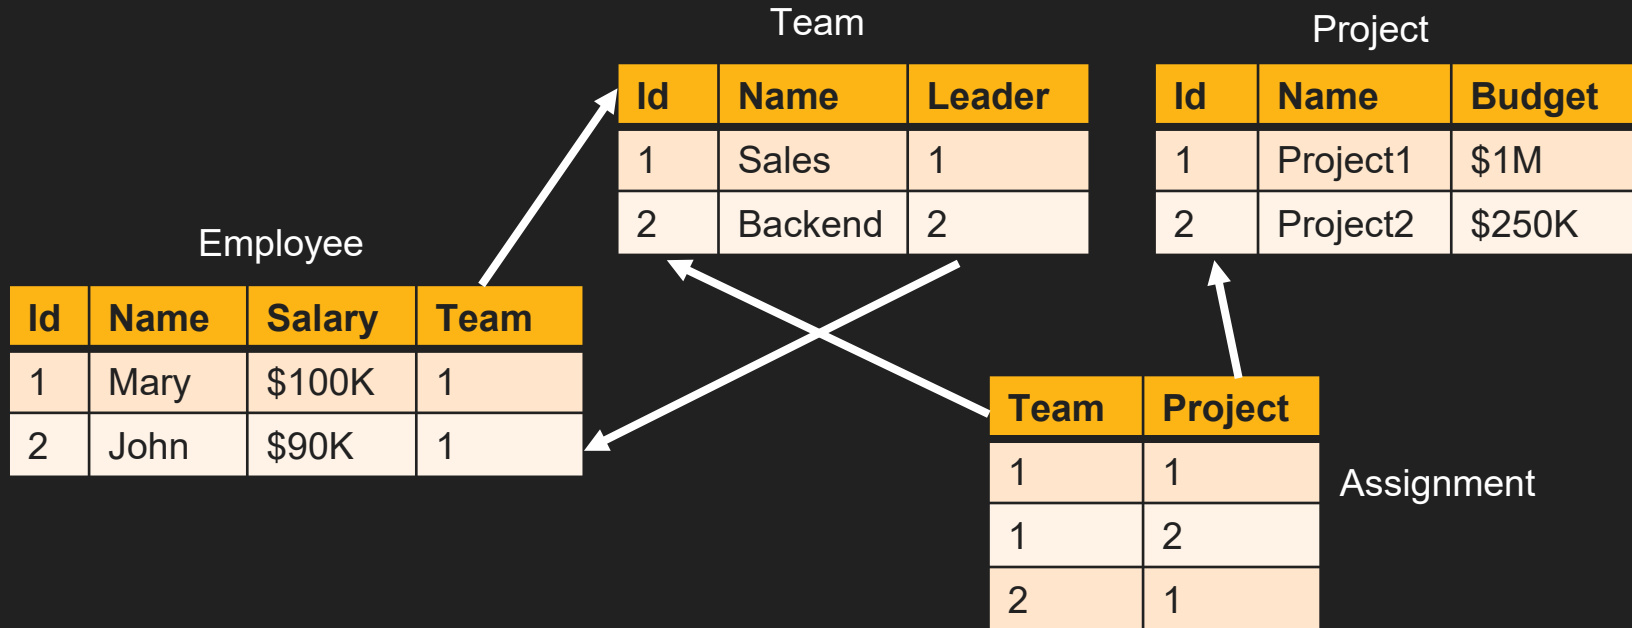 Team
Id Name Leader
1 Sales 1
2 Backend 2
Project
Id Name Budget
1 Project1 $1M
2 Project2 $250K
Employee
Id Name Salary Team
1 Mary $100K 1
2 John $90K 1
Team Project
1 1
1 2
2 1
Assignment